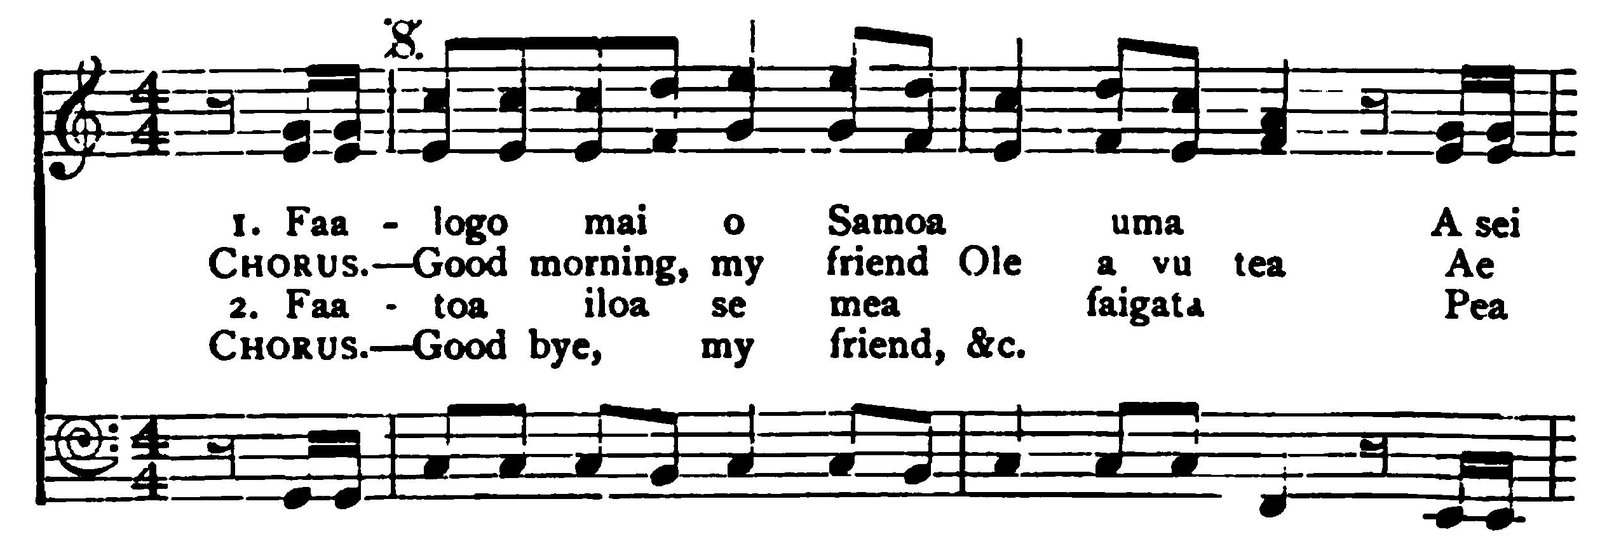 1. Faa - logo mai o Samoa uma A sei
CHORUS.—Good morning, my friend Ole a vu tea Ae
2. Faa - toa iloa se mea faigata Pea
CHORUS.—Good bye, my friend, &c.